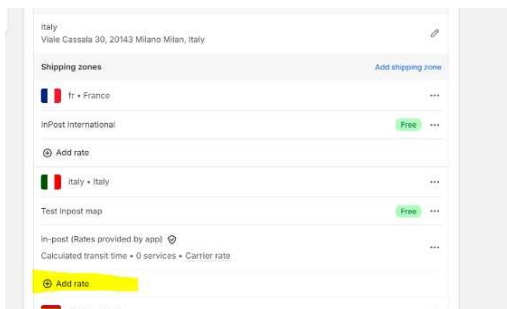 Italy
Viale Cassala 30, 20143 Milano Milan, Italy
Shipping zones Add shipping zone
fr • France
InPost International Free
Add rate
italy • Italy
Test inpost map Free
in-post (Rates provided by app)
Calculated transit time • 0 services • Carrier rate
Add rate